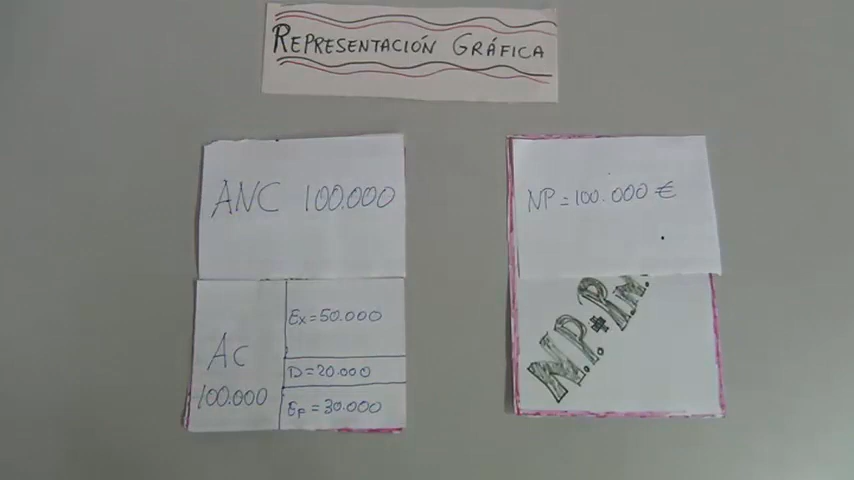 REPRESENTACIÓN GRÁFICA
ANC 100.000
AC
100.000
Ex = 50.000
D = 20.000
Ef = 30.000
NP = 100.000 €
N.P. + P.N.